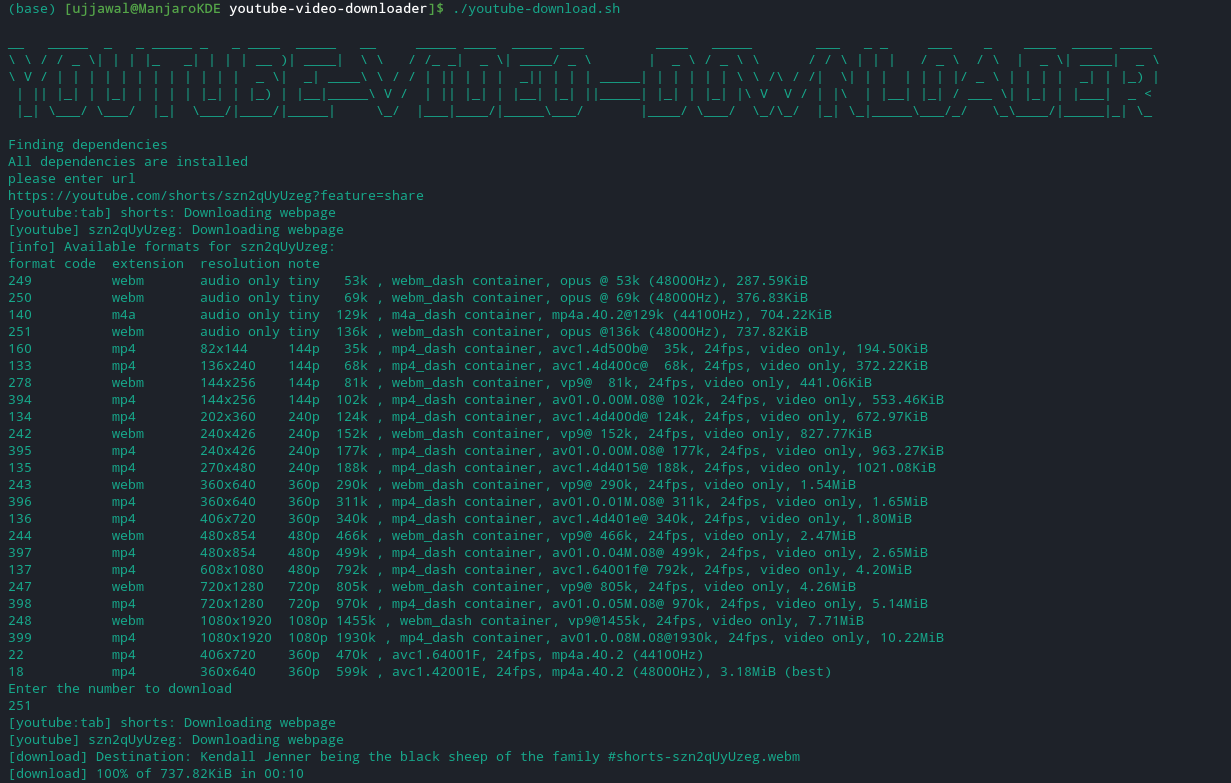 (base) [ujjawal@ManjaroKDE youtube-video-downloader]$ ./youtube-download.sh
YOUTUBE-VIDEO-DOWNLOADER
Finding dependencies
All dependencies are installed
please enter url
https://youtube.com/shorts/szn2qUyUzeg?feature=share
[youtube:tab] shorts: Downloading webpage
[youtube] szn2qUyUzeg: Downloading webpage
[info] Available formats for szn2qUyUzeg:
format code  extension  resolution note
249          webm       audio only tiny   53k , webm_dash container, opus @ 53k (48000Hz), 287.59KiB
250          webm       audio only tiny   69k , webm_dash container, opus @ 69k (48000Hz), 376.83KiB
140          m4a        audio only tiny  129k , m4a_dash container, mp4a.40.2@129k (44100Hz), 704.22KiB
251          webm       audio only tiny  136k , webm_dash container, opus @136k (48000Hz), 737.82KiB
160          mp4        82x144     144p   35k , mp4_dash container, avc1.4d500b@  35k, 24fps, video only, 194.50KiB
133          mp4        136x240    144p   68k , mp4_dash container, avc1.4d400c@  68k, 24fps, video only, 372.22KiB
278          webm       144x256    144p   81k , webm_dash container, vp9@  81k, 24fps, video only, 441.06KiB
394          mp4        144x256    144p  102k , mp4_dash container, av01.0.00M.08@ 102k, 24fps, video only, 553.46KiB
134          mp4        202x360    240p  124k , mp4_dash container, avc1.4d400d@ 124k, 24fps, video only, 672.97KiB
242          webm       240x426    240p  152k , webm_dash container, vp9@ 152k, 24fps, video only, 827.77KiB
395          mp4        240x426    240p  177k , mp4_dash container, av01.0.00M.08@ 177k, 24fps, video only, 963.27KiB
135          mp4        270x480    240p  188k , mp4_dash container, avc1.4d4015@ 188k, 24fps, video only, 1021.08KiB
243          webm       360x640    360p  290k , webm_dash container, vp9@ 290k, 24fps, video only, 1.54MiB
396          mp4        360x640    360p  311k , mp4_dash container, av01.0.01M.08@ 311k, 24fps, video only, 1.65MiB
136          mp4        406x720    360p  340k , mp4_dash container, avc1.4d401e@ 340k, 24fps, video only, 1.80MiB
244          webm       480x854    480p  466k , webm_dash container, vp9@ 466k, 24fps, video only, 2.47MiB
397          mp4        480x854    480p  499k , mp4_dash container, av01.0.04M.08@ 499k, 24fps, video only, 2.65MiB
137          mp4        608x1080   480p  792k , mp4_dash container, avc1.64001f@ 792k, 24fps, video only, 4.20MiB
247          webm       720x1280   720p  805k , webm_dash container, vp9@ 805k, 24fps, video only, 4.26MiB
398          mp4        720x1280   720p  970k , mp4_dash container, av01.0.05M.08@ 970k, 24fps, video only, 5.14MiB
248          webm       1080x1920  1080p 1455k , webm_dash container, vp9@1455k, 24fps, video only, 7.71MiB
399          mp4        1080x1920  1080p 1930k , mp4_dash container, av01.0.08M.08@1930k, 24fps, video only, 10.22MiB
22           mp4        406x720    360p  470k , avc1.64001F, 24fps, mp4a.40.2 (44100Hz)
18           mp4        360x640    360p  599k , avc1.42001E, 24fps, mp4a.40.2 (48000Hz), 3.18MiB (best)
Enter the number to download
251
[youtube:tab] shorts: Downloading webpage
[youtube] szn2qUyUzeg: Downloading webpage
[download] Destination: Kendall Jenner being the black sheep of the family #shorts-szn2qUyUzeg.webm
[download] 100% of 737.82KiB in 00:10